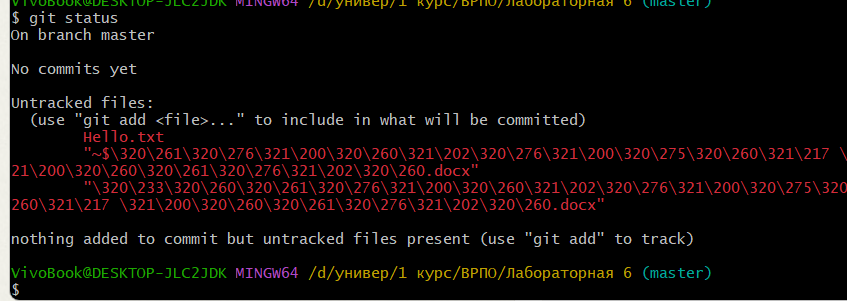 VivoBook@DESKTOP-JLC2JDK MINGW64 /d/универ/1 курс/ВРПО/Лабораторная 6 (master)
$ git status
On branch master
No commits yet
Untracked files:
(use "git add <file>..." to include in what will be committed)
Hello.txt
"~$\320\261\320\276\321\200\320\260\321\202\320\276\321\200\320\275\320\260\321\217 \
21\200\320\260\320\261\320\276\321\202\320\260.docx"
"\320\233\320\260\320\261\320\276\321\200\320\260\321\202\320\276\321\200\320\275\320
260\321\217 \321\200\320\260\320\261\320\276\321\202\320\260.docx"
nothing added to commit but untracked files present (use "git add" to track)
VivoBook@DESKTOP-JLC2JDK MINGW64 /d/универ/1 курс/ВРПО/Лабораторная 6 (master)
$